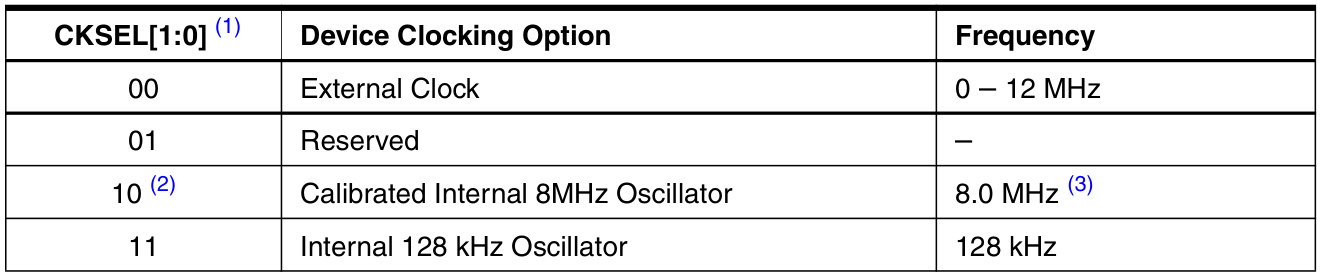 CKSEL[1:0] (1) Device Clocking Option Frequency
00 External Clock 0 – 12 MHz
01 Reserved –
10 (2) Calibrated Internal 8MHz Oscillator 8.0 MHz (3)
11 Internal 128 kHz Oscillator 128 kHz